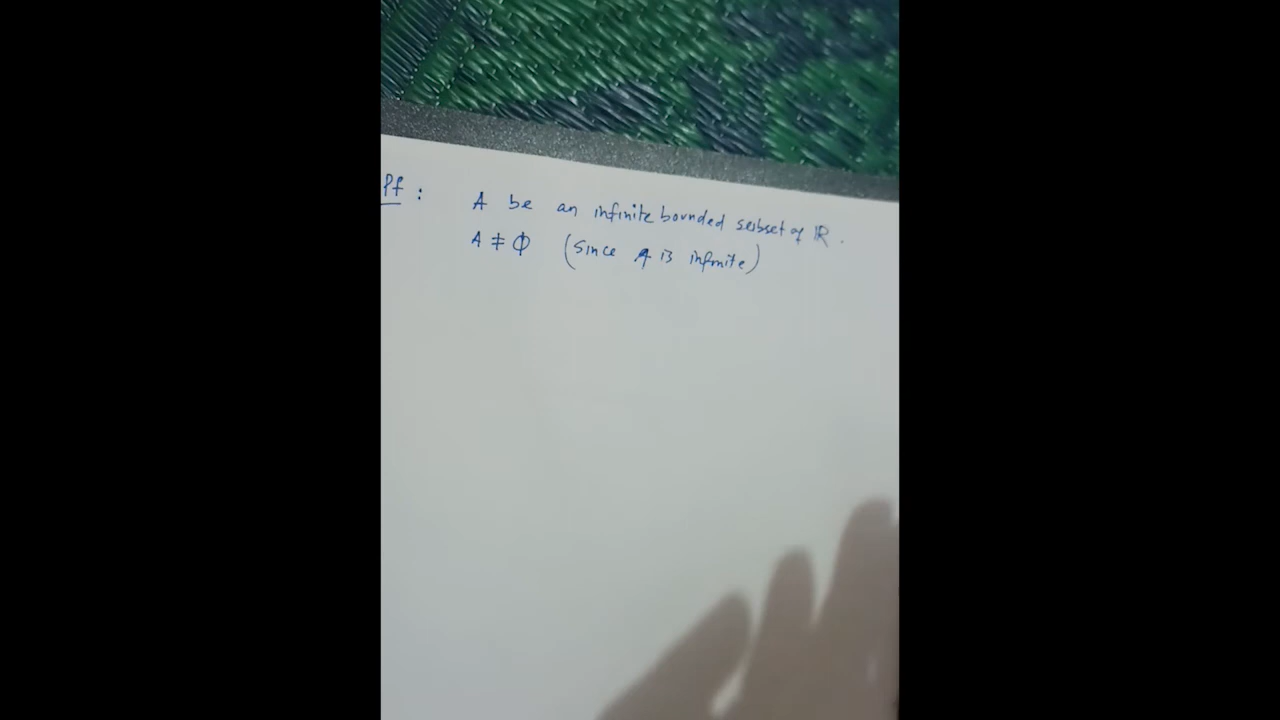 Pf : A be an infinite bounded subset of ℝ.
A ≠ Φ (Since A is infinite)